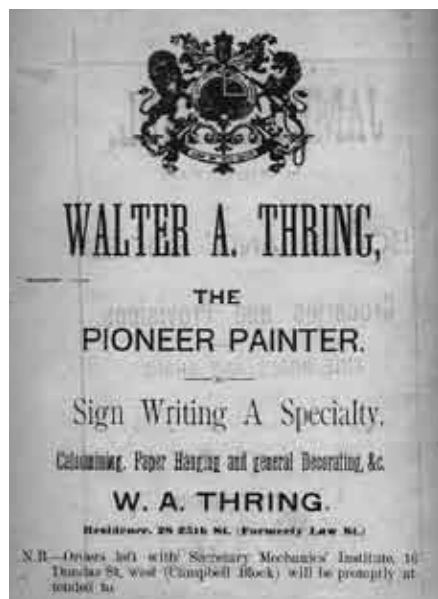 WALTER A. THRING,
THE
PIONEER PAINTER.
Sign Writing A Specialty.
Calsomining, Paper Hanging and general Decorating, &c.
W. A. THRING.
Residence, 28 25th St. (Formerly Law St.)
N.B—Orders left with Secretary Mechanics' Institute, 16
Dundas St, west (Campbell Block) will be promptly at
tended to